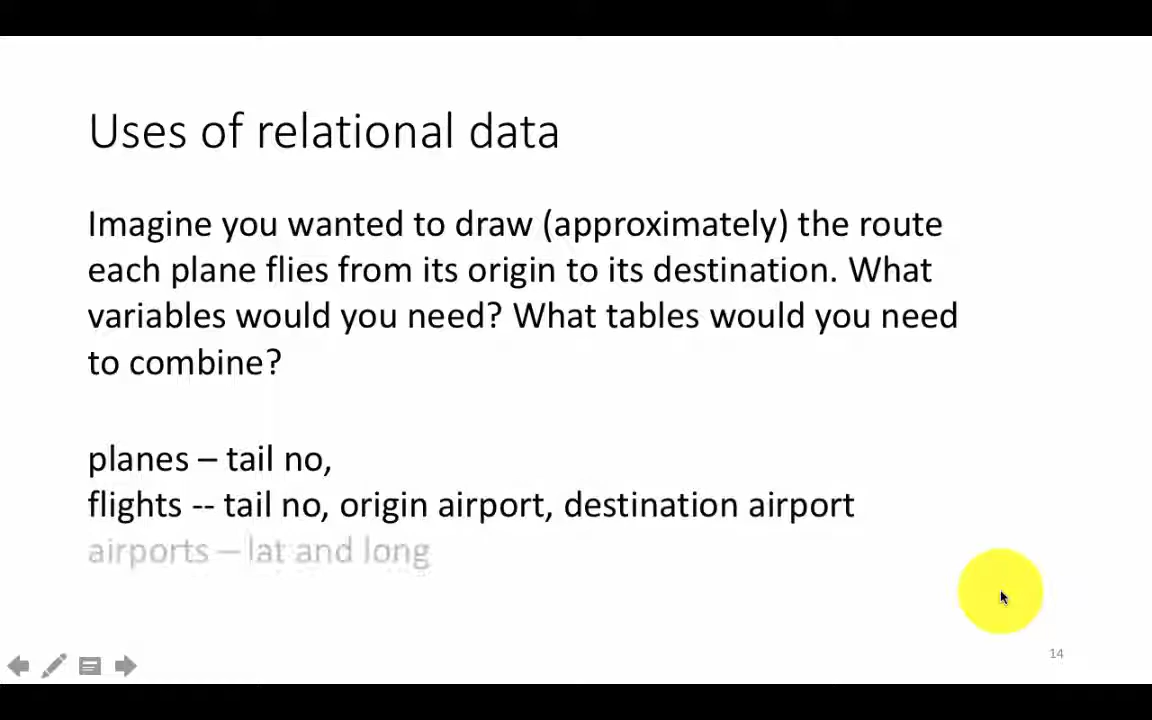 Uses of relational data
Imagine you wanted to draw (approximately) the route
each plane flies from its origin to its destination. What
variables would you need? What tables would you need
to combine?
planes – tail no,
flights -- tail no, origin airport, destination airport
airports – lat and long
14